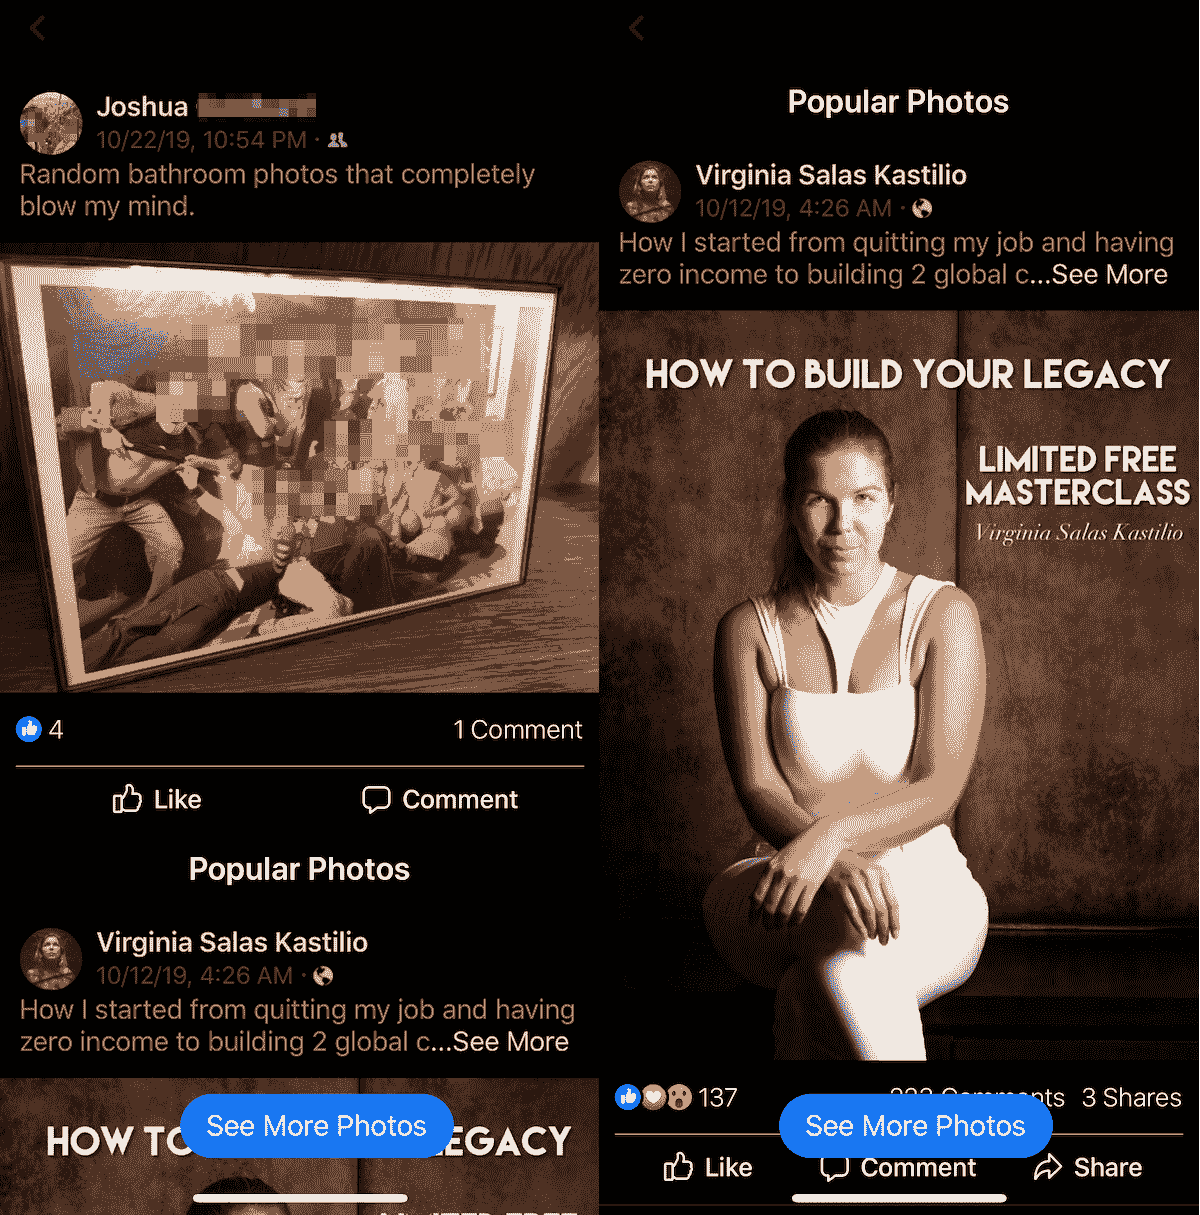 Joshua
10/22/19, 10:54 PM ·
Random bathroom photos that completely
blow my mind.
4
1 Comment
Like
Comment
Popular Photos
Virginia Salas Kastilio
10/12/19, 4:26 AM ·
How I started from quitting my job and having
zero income to building 2 global c...See More
HOW TO
LEGACY
See More Photos
Popular Photos
Virginia Salas Kastilio
10/12/19, 4:26 AM ·
How I started from quitting my job and having
zero income to building 2 global c...See More
HOW TO BUILD YOUR LEGACY
LIMITED FREE
MASTERCLASS
Virginia Salas Kastilio
137
Comments 3 Shares
See More Photos
Like
Comment
Share